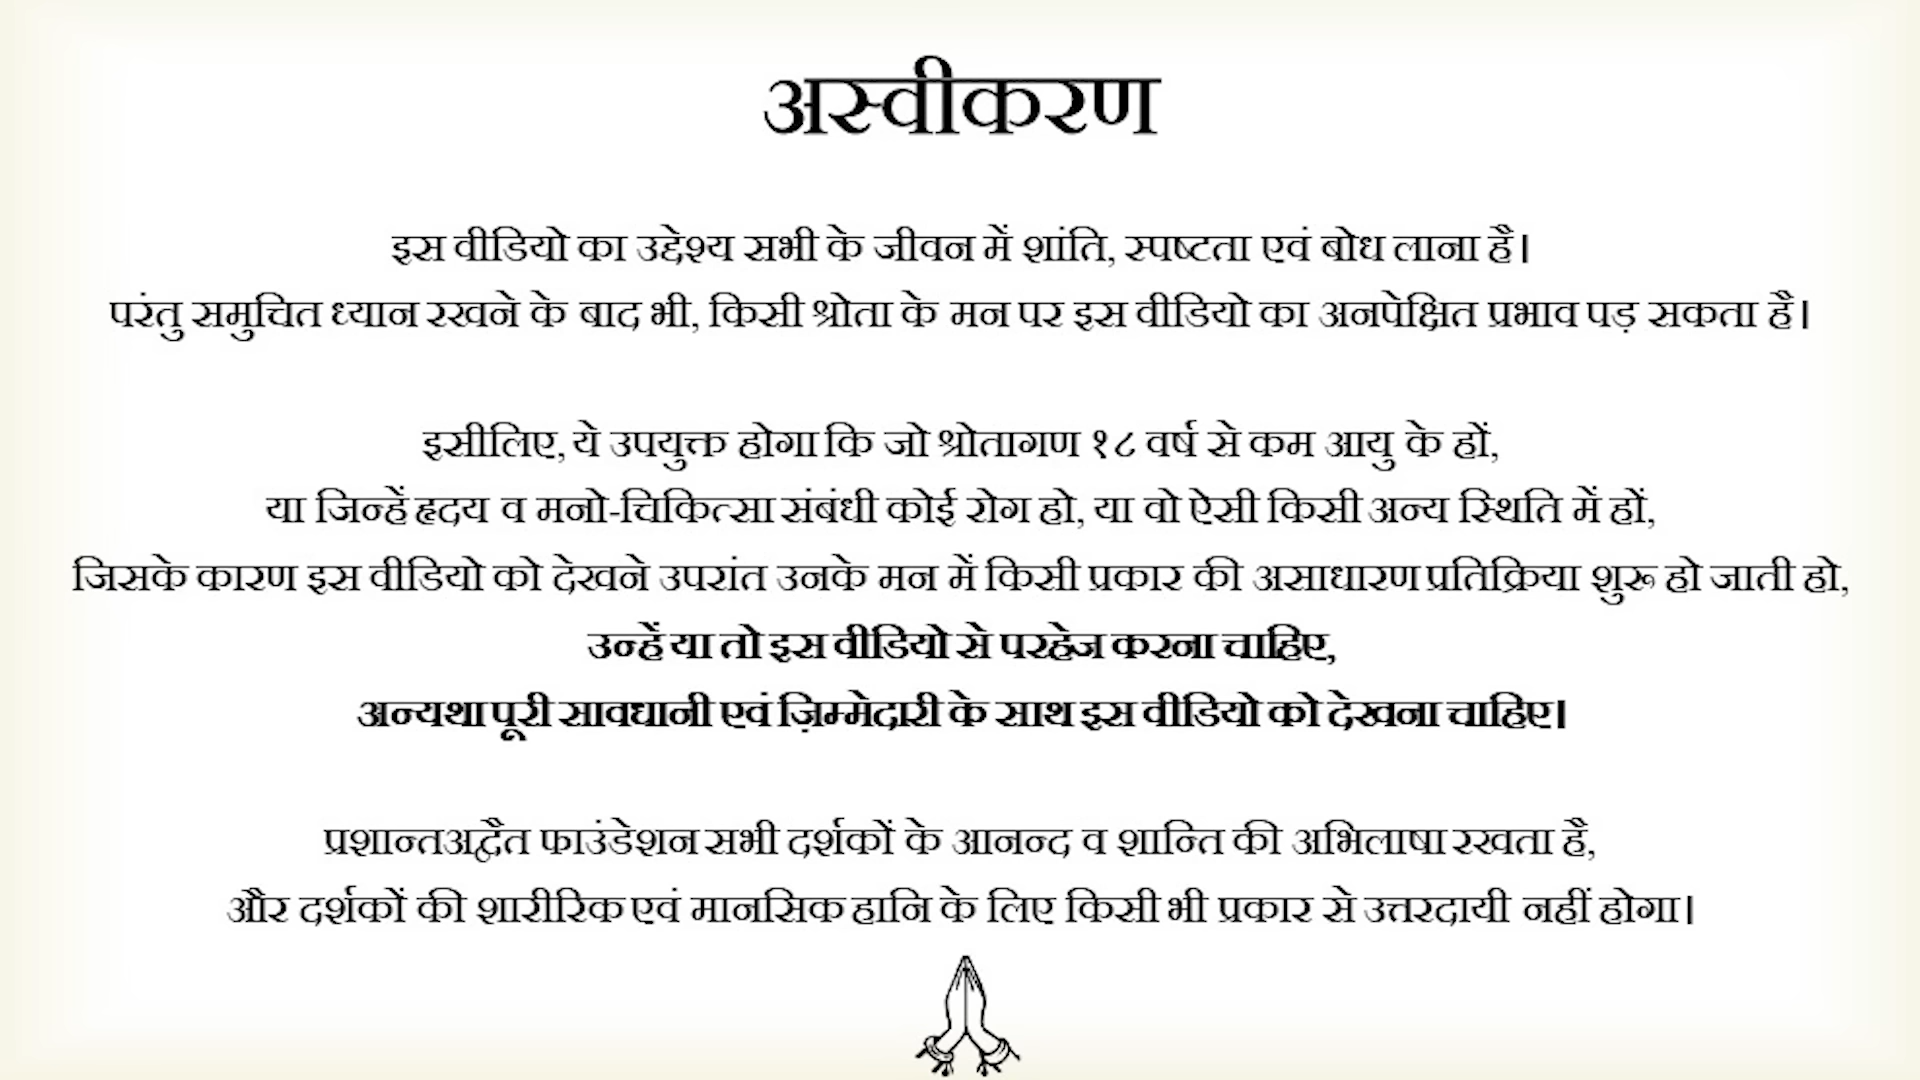 अस्वीकरण
इस वीडियो का उद्देश्य सभी के जीवन में शांति, स्पष्टता एवं बोध लाना है।
परंतु समुचित ध्यान रखने के बाद भी, किसी श्रोता के मन पर इस वीडियो का अनपेक्षित प्रभाव पड़ सकता है।
इसीलिए, ये उपयुक्त होगा कि जो श्रोतागण १८ वर्ष से कम आयु के हों,
या जिन्हें हृदय व मनो-चिकित्सा संबंधी कोई रोग हो, या वो ऐसी किसी अन्य स्थिति में हों,
जिसके कारण इस वीडियो को देखने उपरांत उनके मन में किसी प्रकार की असाधारण प्रतिक्रिया शुरू हो जाती हो,
उन्हें या तो इस वीडियो से परहेज करना चाहिए,
अन्यथा पूरी सावधानी एवं ज़िम्मेदारी के साथ इस वीडियो को देखना चाहिए।
प्रशान्तअद्वैत फाउंडेशन सभी दर्शकों के आनन्द व शान्ति की अभिलाषा रखता है,
और दर्शकों की शारीरिक एवं मानसिक हानि के लिए किसी भी प्रकार से उत्तरदायी नहीं होगा।